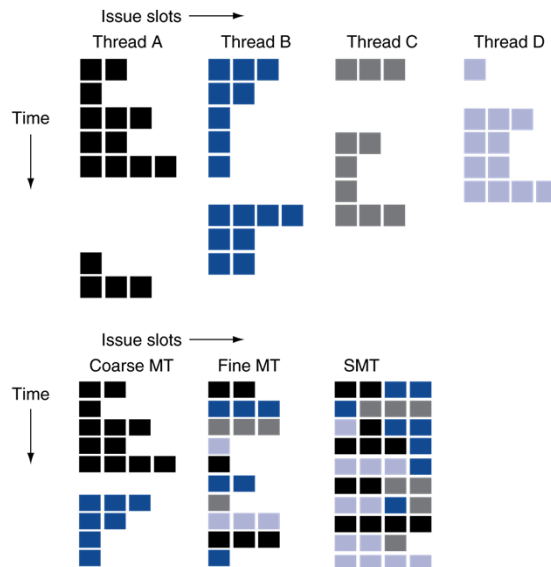 Issue slots
Thread A Thread B Thread C Thread D
Time
Issue slots
Coarse MT Fine MT SMT
Time